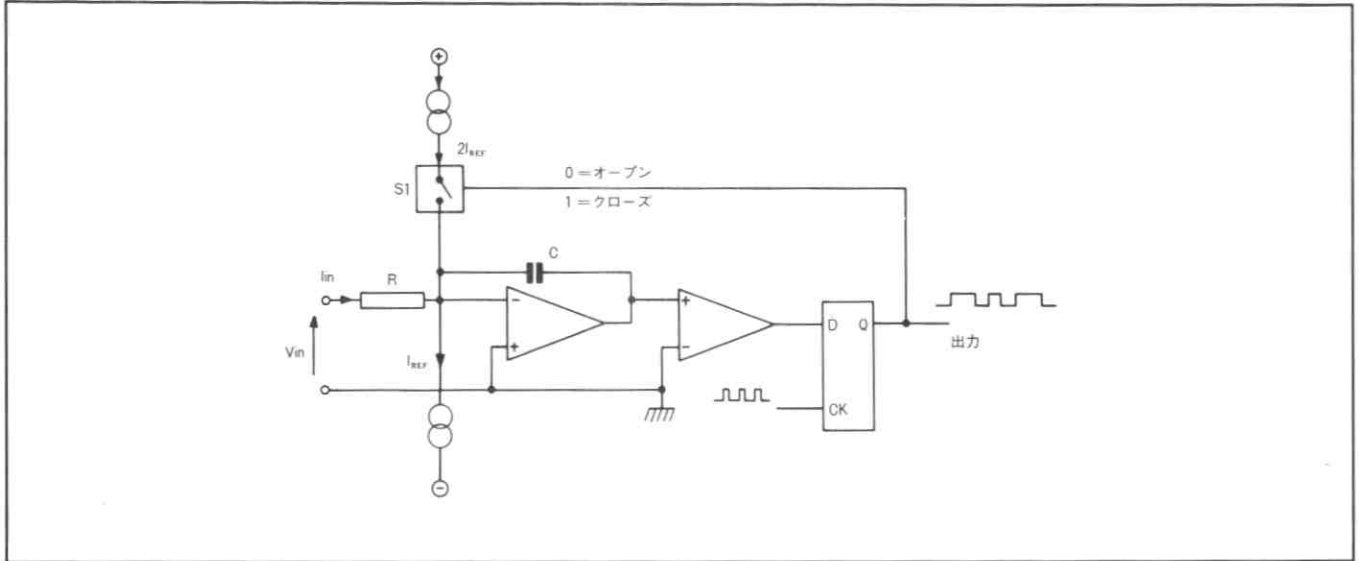 ⊕
2I_REF
S1
0＝オープン
1＝クローズ
C
Iin
R
−
+
+
−
D Q
出力
Vin
I_REF
CK
⊖